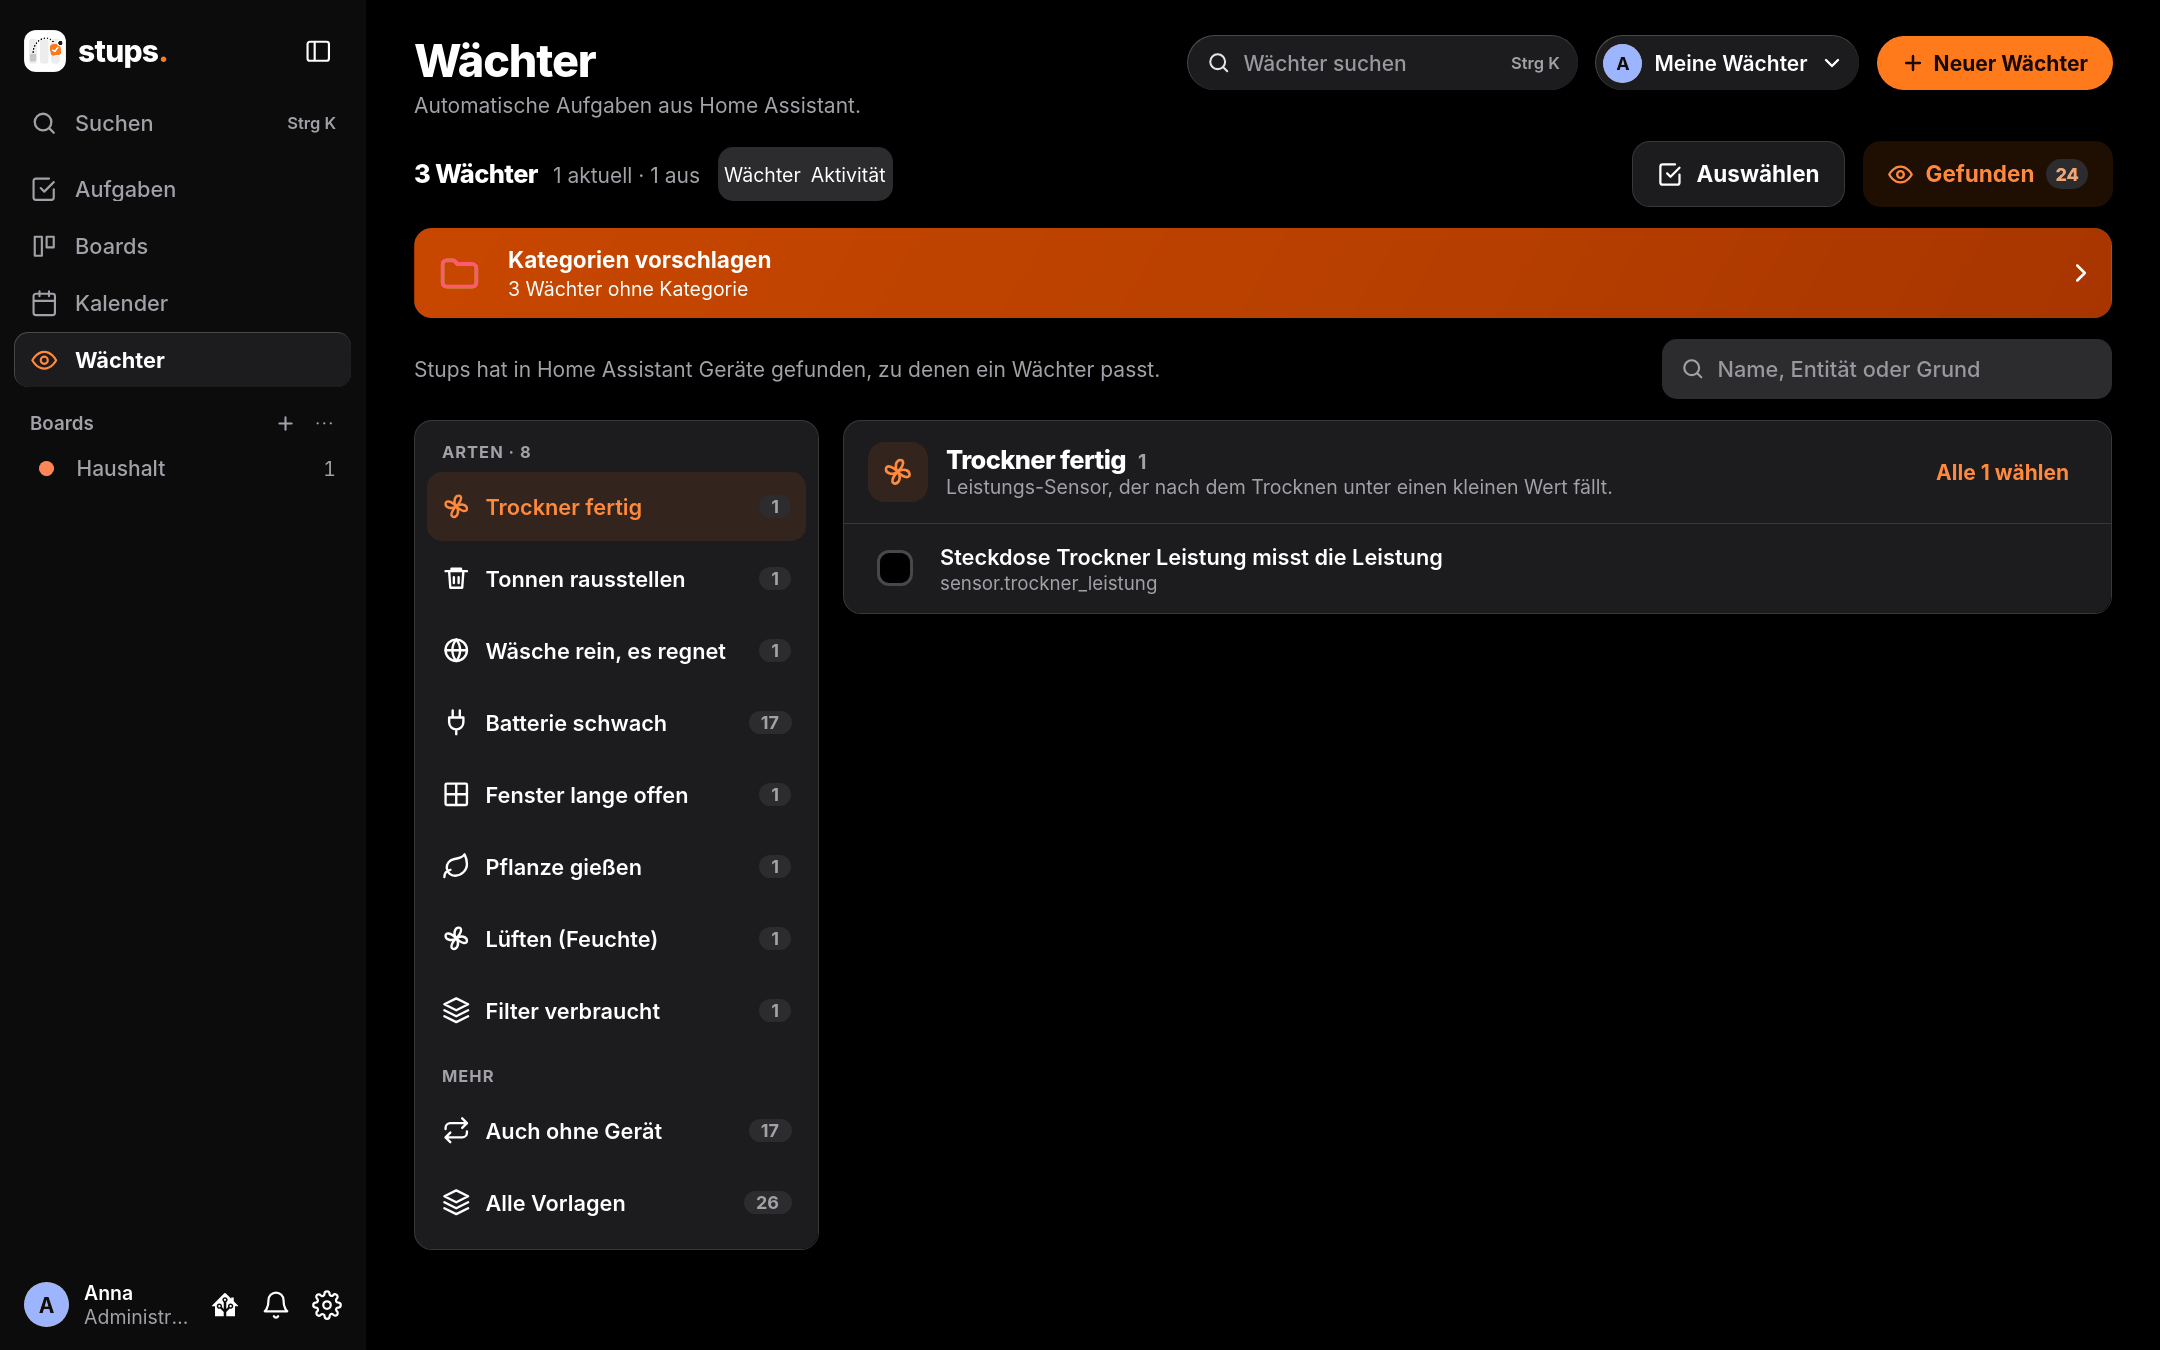 stups.
Suchen Strg K
Aufgaben
Boards
Kalender
Wächter
Boards
Haushalt 1
A Anna
Administr...
Wächter
Automatische Aufgaben aus Home Assistant.
Wächter suchen Strg K
A Meine Wächter
Neuer Wächter
3 Wächter 1 aktuell · 1 aus
Wächter Aktivität
Auswählen
Gefunden 24
Kategorien vorschlagen
3 Wächter ohne Kategorie
Stups hat in Home Assistant Geräte gefunden, zu denen ein Wächter passt.
Name, Entität oder Grund
ARTEN · 8
Trockner fertig 1
Tonnen rausstellen 1
Wäsche rein, es regnet 1
Batterie schwach 17
Fenster lange offen 1
Pflanze gießen 1
Lüften (Feuchte) 1
Filter verbraucht 1
MEHR
Auch ohne Gerät 17
Alle Vorlagen 26
Trockner fertig 1
Leistungs-Sensor, der nach dem Trocknen unter einen kleinen Wert fällt.
Alle 1 wählen
Steckdose Trockner Leistung misst die Leistung
sensor.trockner_leistung